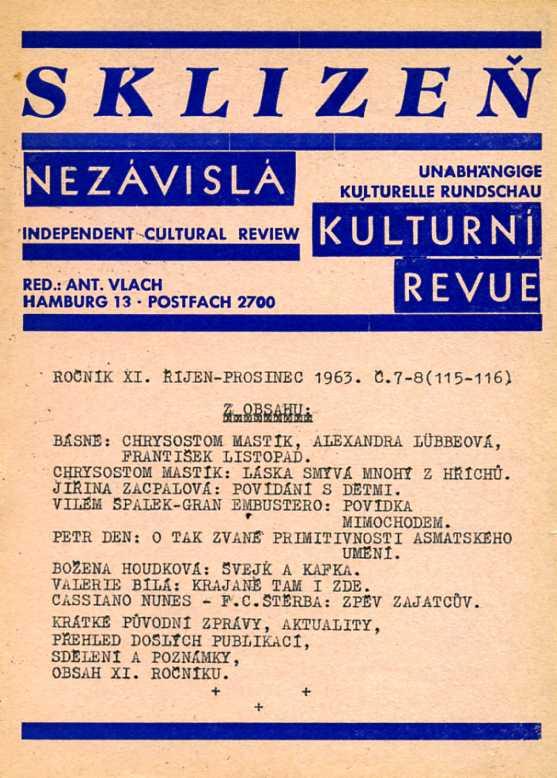 SKLIZEŇ
NEZÁVISLÁ
UNABHÄNGIGE
KULTURELLE RUNDSCHAU
INDEPENDENT CULTURAL REVIEW
KULTURNÍ
RED.: ANT. VLACH
HAMBURG 13 · POSTFACH 2700
REVUE
ROČNÍK XI. ŘIJEN-PROSINEC 1963. Č.7-8(115-116)
Z OBSAHU:
BÁSNĚ: CHRYSOSTOM MASTÍK, ALEXANDRA LÜBBEOVÁ,
FRANTIŠEK LISTOPAD.
CHRYSOSTOM MASTÍK: LÁSKA SMÝVÁ MNOHÝ Z HŘÍCHŮ.
JIŘINA ZACPALOVÁ: POVÍDÁNÍ S DĚTMI.
VILÉM ŠPALEK-GRAN EMBUSTERO: POVÍDKA
MIMOCHODEM.
PETR DEN: O TAK ZVANÉ PRIMITIVNOSTI ASMATSKÉHO
UMĚNÍ.
BOŽENA HOUDKOVÁ: ŠVEJK A KAFKA.
VALERIE BÍLÁ: KRAJANÉ TAM I ZDE.
CASSIANO NUNES - F.C.ŠTĚRBA: ZPĚV ZAJATCŮV.
KRÁTKÉ PŮVODNÍ ZPRÁVY, AKTUALITY,
PŘEHLED DOŠLÝCH PUBLIKACÍ,
SDĚLENÍ A POZNÁMKY,
OBSAH XI. ROČNÍKU.
+ +
+